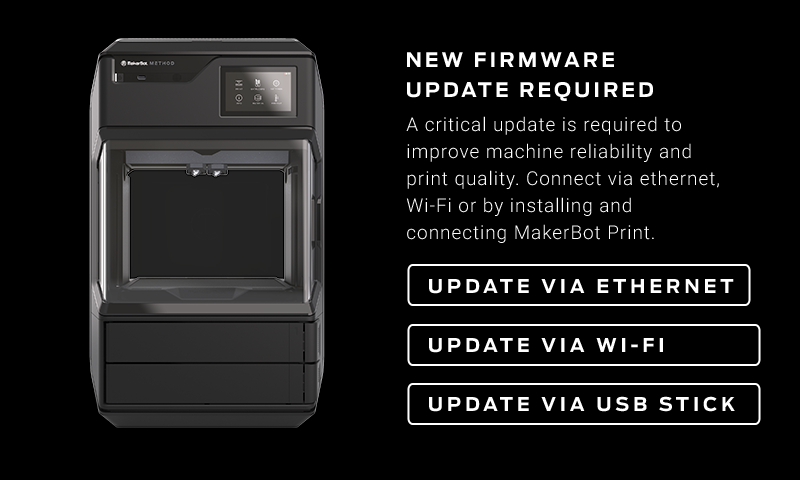 MakerBot METHOD
NEW FIRMWARE
UPDATE REQUIRED
A critical update is required to
improve machine reliability and
print quality. Connect via ethernet,
Wi-Fi or by installing and
connecting MakerBot Print.
UPDATE VIA ETHERNET
UPDATE VIA WI-FI
UPDATE VIA USB STICK